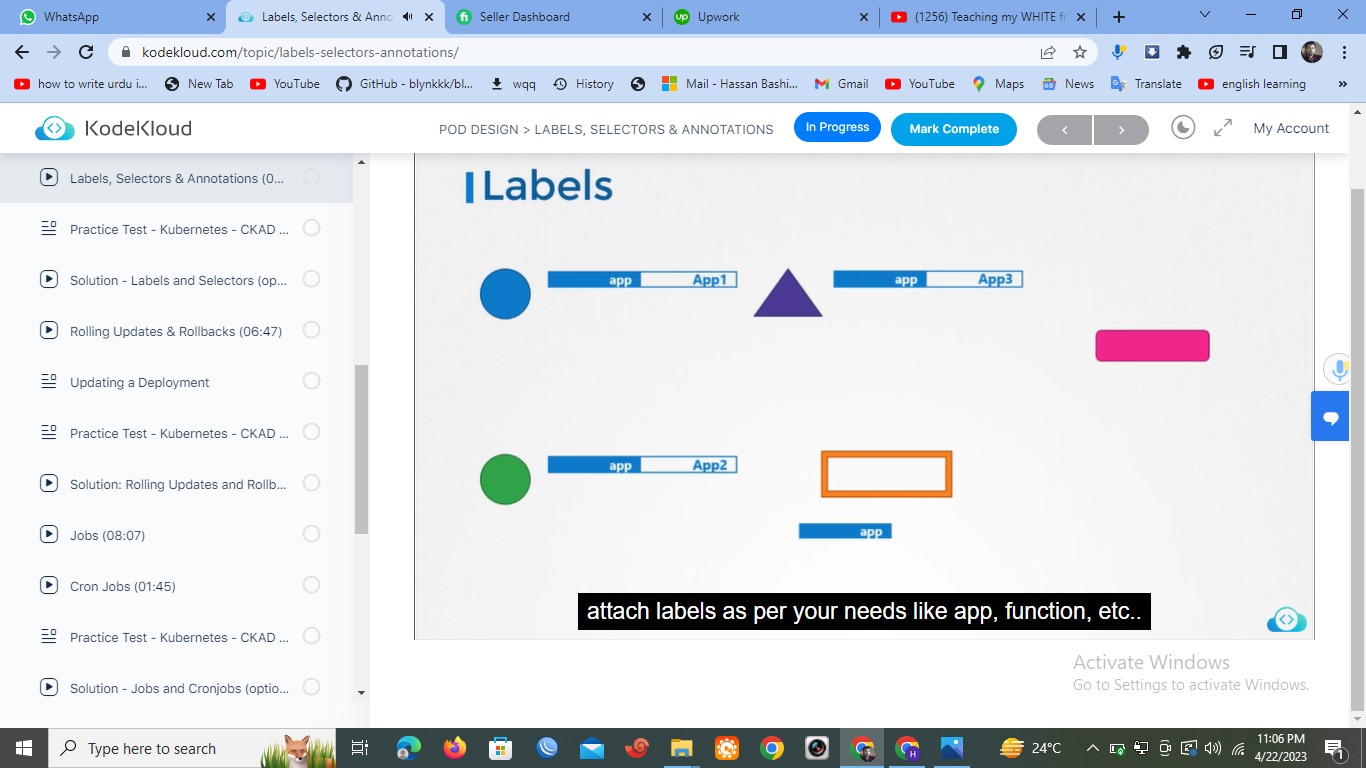 WhatsApp
Labels, Selectors & Anno
Seller Dashboard
Upwork
(1256) Teaching my WHITE fr
kodekloud.com/topic/labels-selectors-annotations/
how to write urdu i...
New Tab
YouTube
GitHub - blynkkk/bl...
wqq
History
Mail - Hassan Bashi...
Gmail
YouTube
Maps
News
Translate
english learning
KodeKloud
POD DESIGN > LABELS, SELECTORS & ANNOTATIONS
In Progress
Mark Complete
My Account
Labels, Selectors & Annotations (0...
Practice Test - Kubernetes - CKAD ...
Solution - Labels and Selectors (op...
Rolling Updates & Rollbacks (06:47)
Updating a Deployment
Practice Test - Kubernetes - CKAD ...
Solution: Rolling Updates and Rollb...
Jobs (08:07)
Cron Jobs (01:45)
Practice Test - Kubernetes - CKAD ...
Solution - Jobs and Cronjobs (optio...
Labels
app App1
app App3
app App2
app
attach labels as per your needs like app, function, etc..
Activate Windows
Go to Settings to activate Windows.
Type here to search
24°C
11:06 PM
4/22/2023